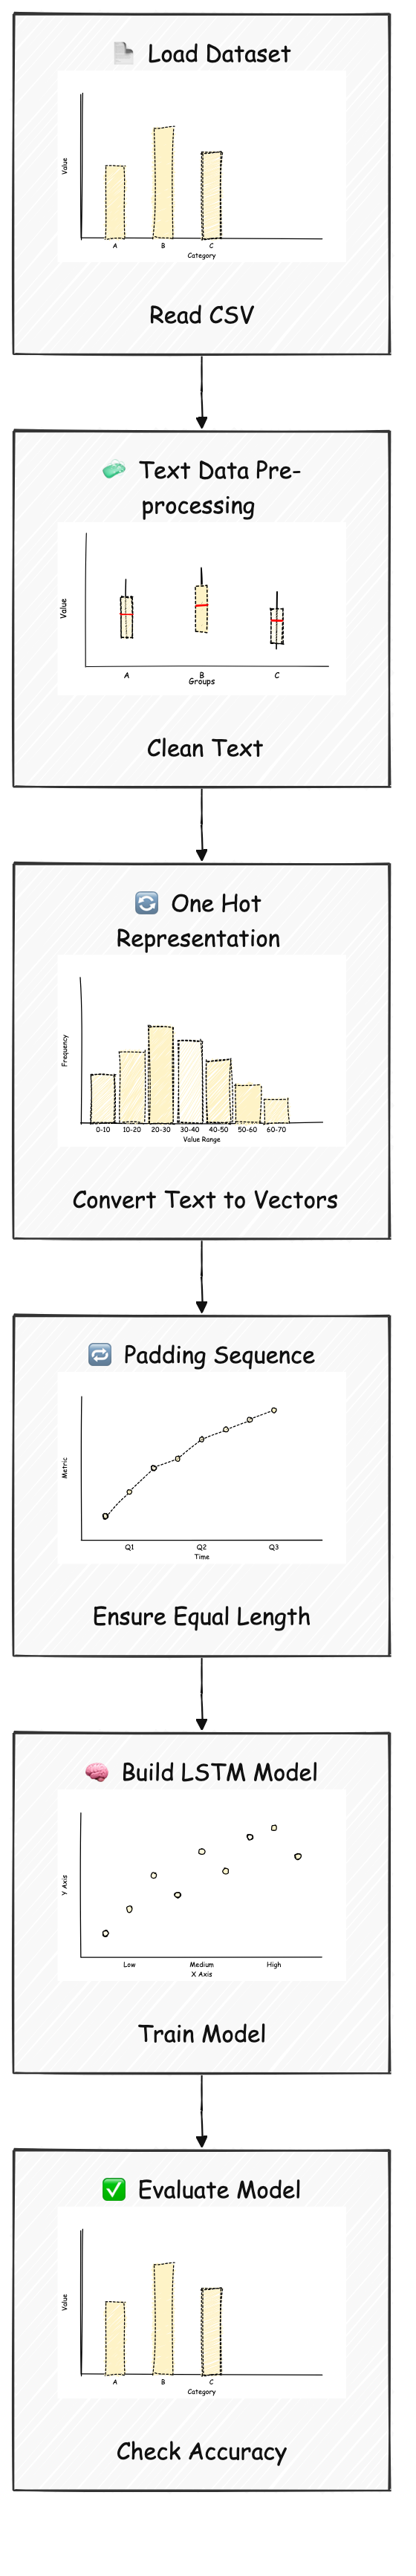 Load Dataset
Value
A B C
Category
Read CSV
Text Data Pre-
processing
Value
A B C
Groups
Clean Text
One Hot
Representation
Frequency
0-10 10-20 20-30 30-40 40-50 50-60 60-70
Value Range
Convert Text to Vectors
Padding Sequence
Metric
Q1 Q2 Q3
Time
Ensure Equal Length
Build LSTM Model
Y Axis
Low Medium High
X Axis
Train Model
Evaluate Model
Value
A B C
Category
Check Accuracy